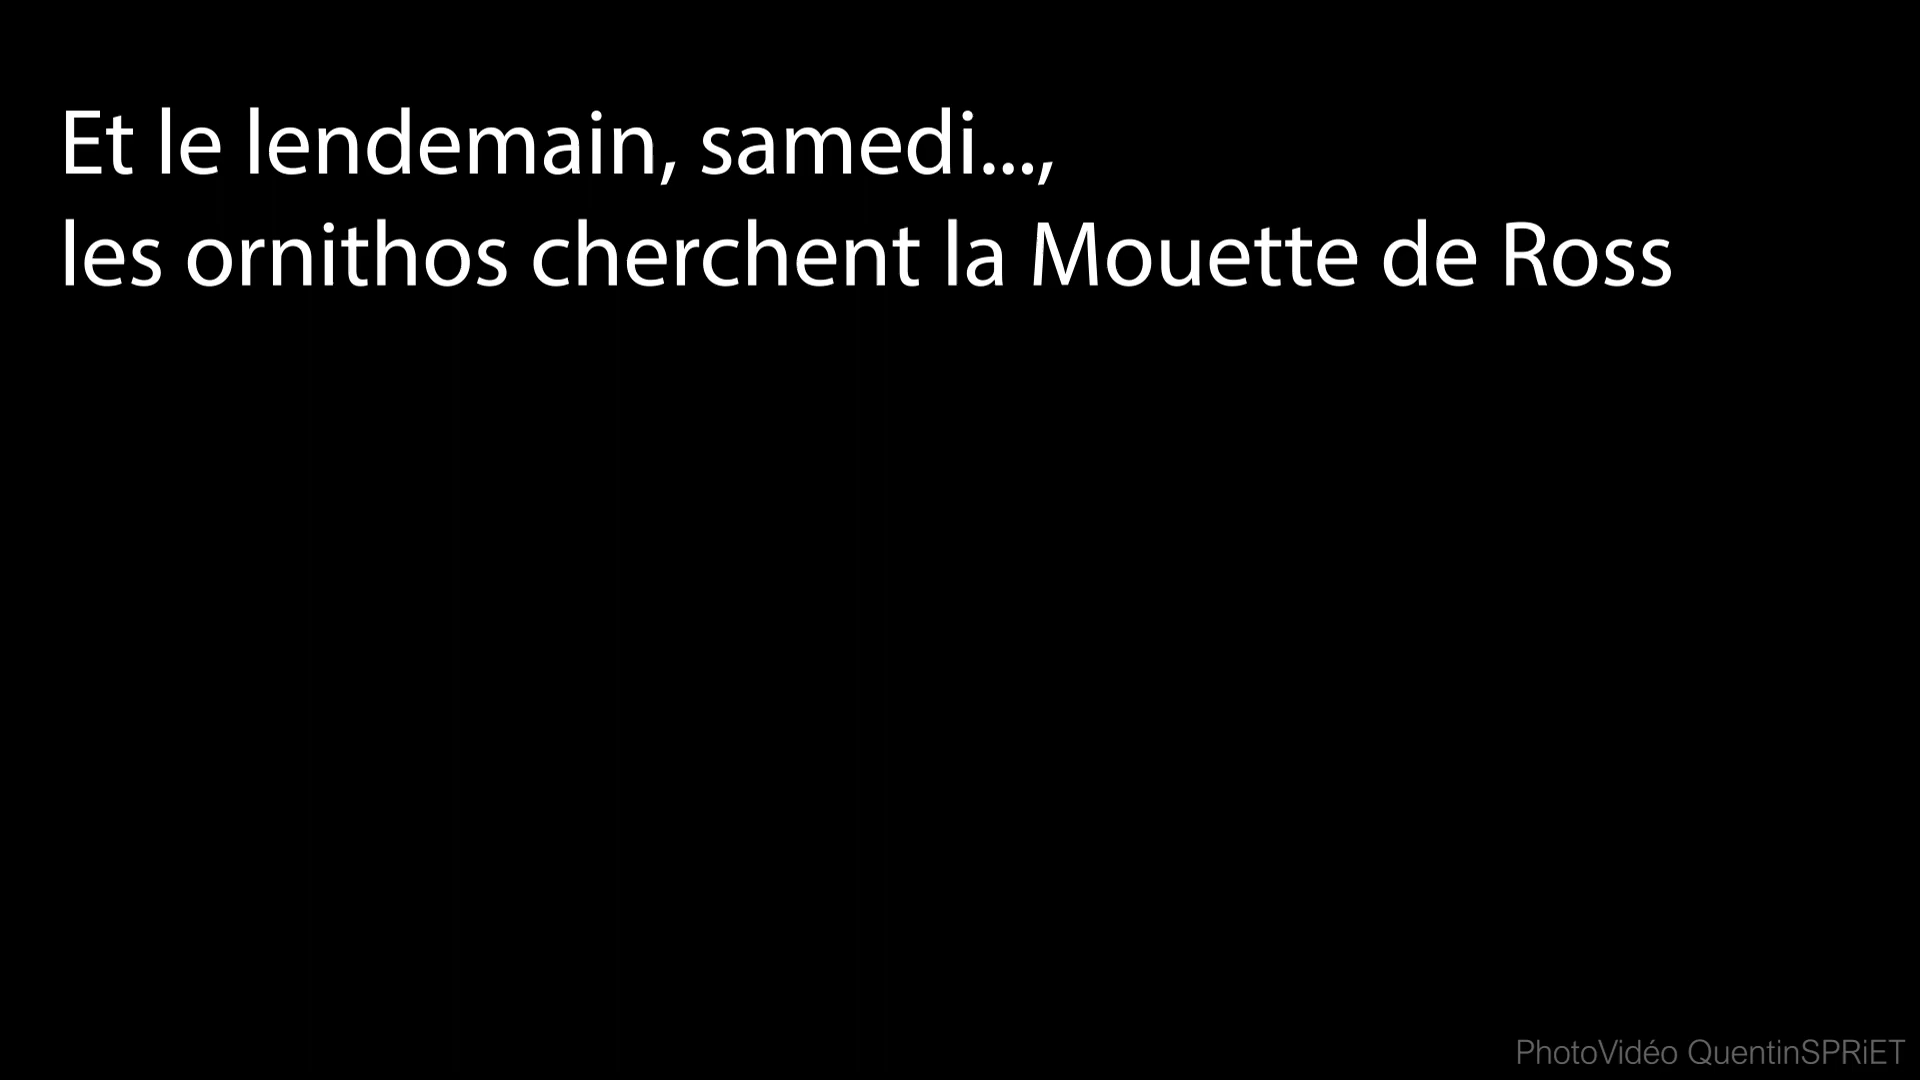 Et le lendemain, samedi...,
les ornithos cherchent la Mouette de Ross
PhotoVidéo QuentinSPRiET